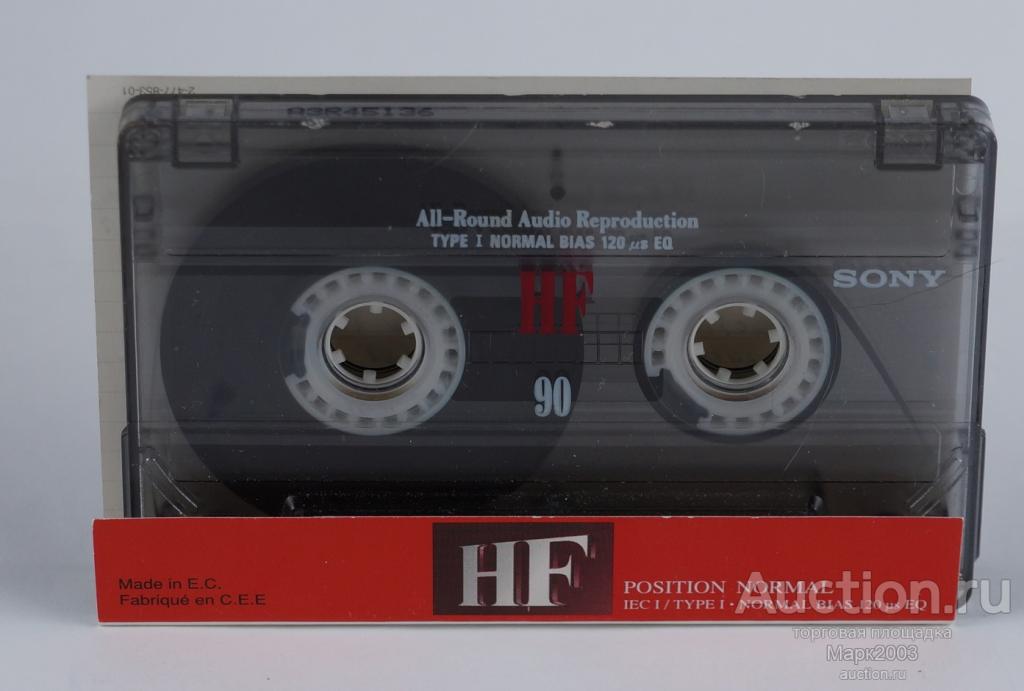 2-477-853-01
A3R45136
All-Round Audio Reproduction
TYPE I NORMAL BIAS 120 µs EQ
HF
SONY
90
HF
Made in E.C.
Fabriqué en C.E.E
POSITION NORMAL
IEC I / TYPE I · NORMAL BIAS 120 µs EQ
Auction.ru
торговая площадка
Марк2003
auction.ru